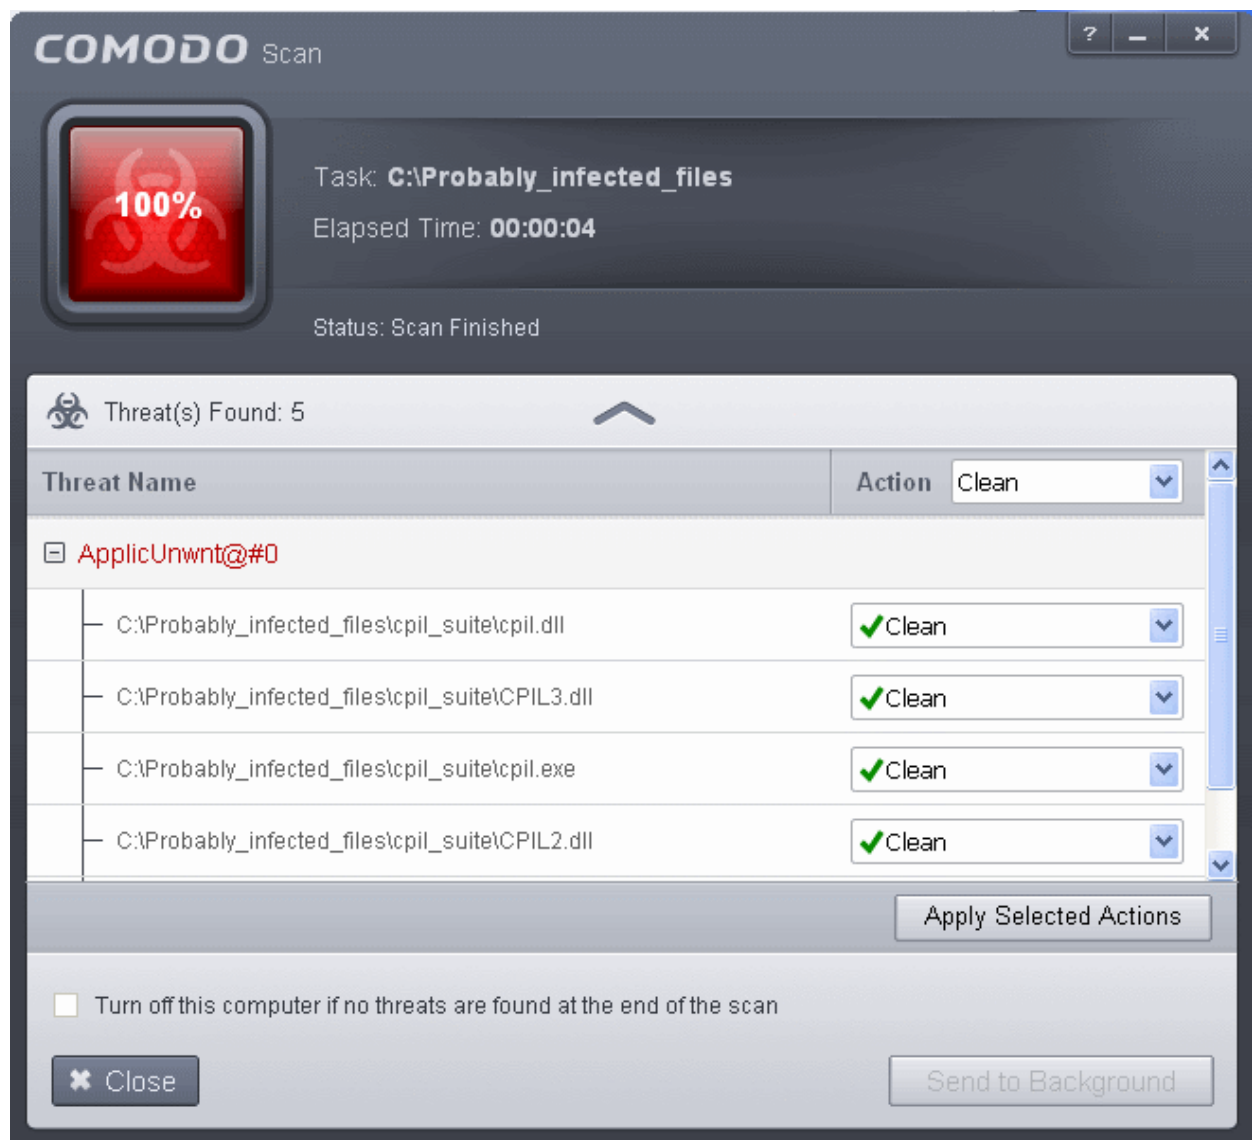 COMODO Scan
?
100%
Task: C:\Probably_infected_files
Elapsed Time: 00:00:04
Status: Scan Finished
Threat(s) Found: 5
Threat Name Action Clean
ApplicUnwnt@#0
C:\Probably_infected_files\cpil_suite\cpil.dll Clean
C:\Probably_infected_files\cpil_suite\CPIL3.dll Clean
C:\Probably_infected_files\cpil_suite\cpil.exe Clean
C:\Probably_infected_files\cpil_suite\CPIL2.dll Clean
Apply Selected Actions
Turn off this computer if no threats are found at the end of the scan
Close Send to Background